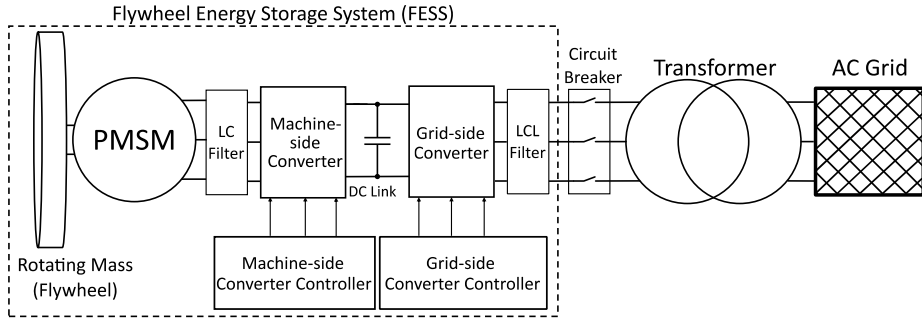 Flywheel Energy Storage System (FESS)
Circuit
Breaker
Transformer
AC Grid
PMSM
LC
Filter
Machine-
side
Converter
DC Link
Grid-side
Converter
LCL
Filter
Rotating Mass
(Flywheel)
Machine-side
Converter Controller
Grid-side
Converter Controller